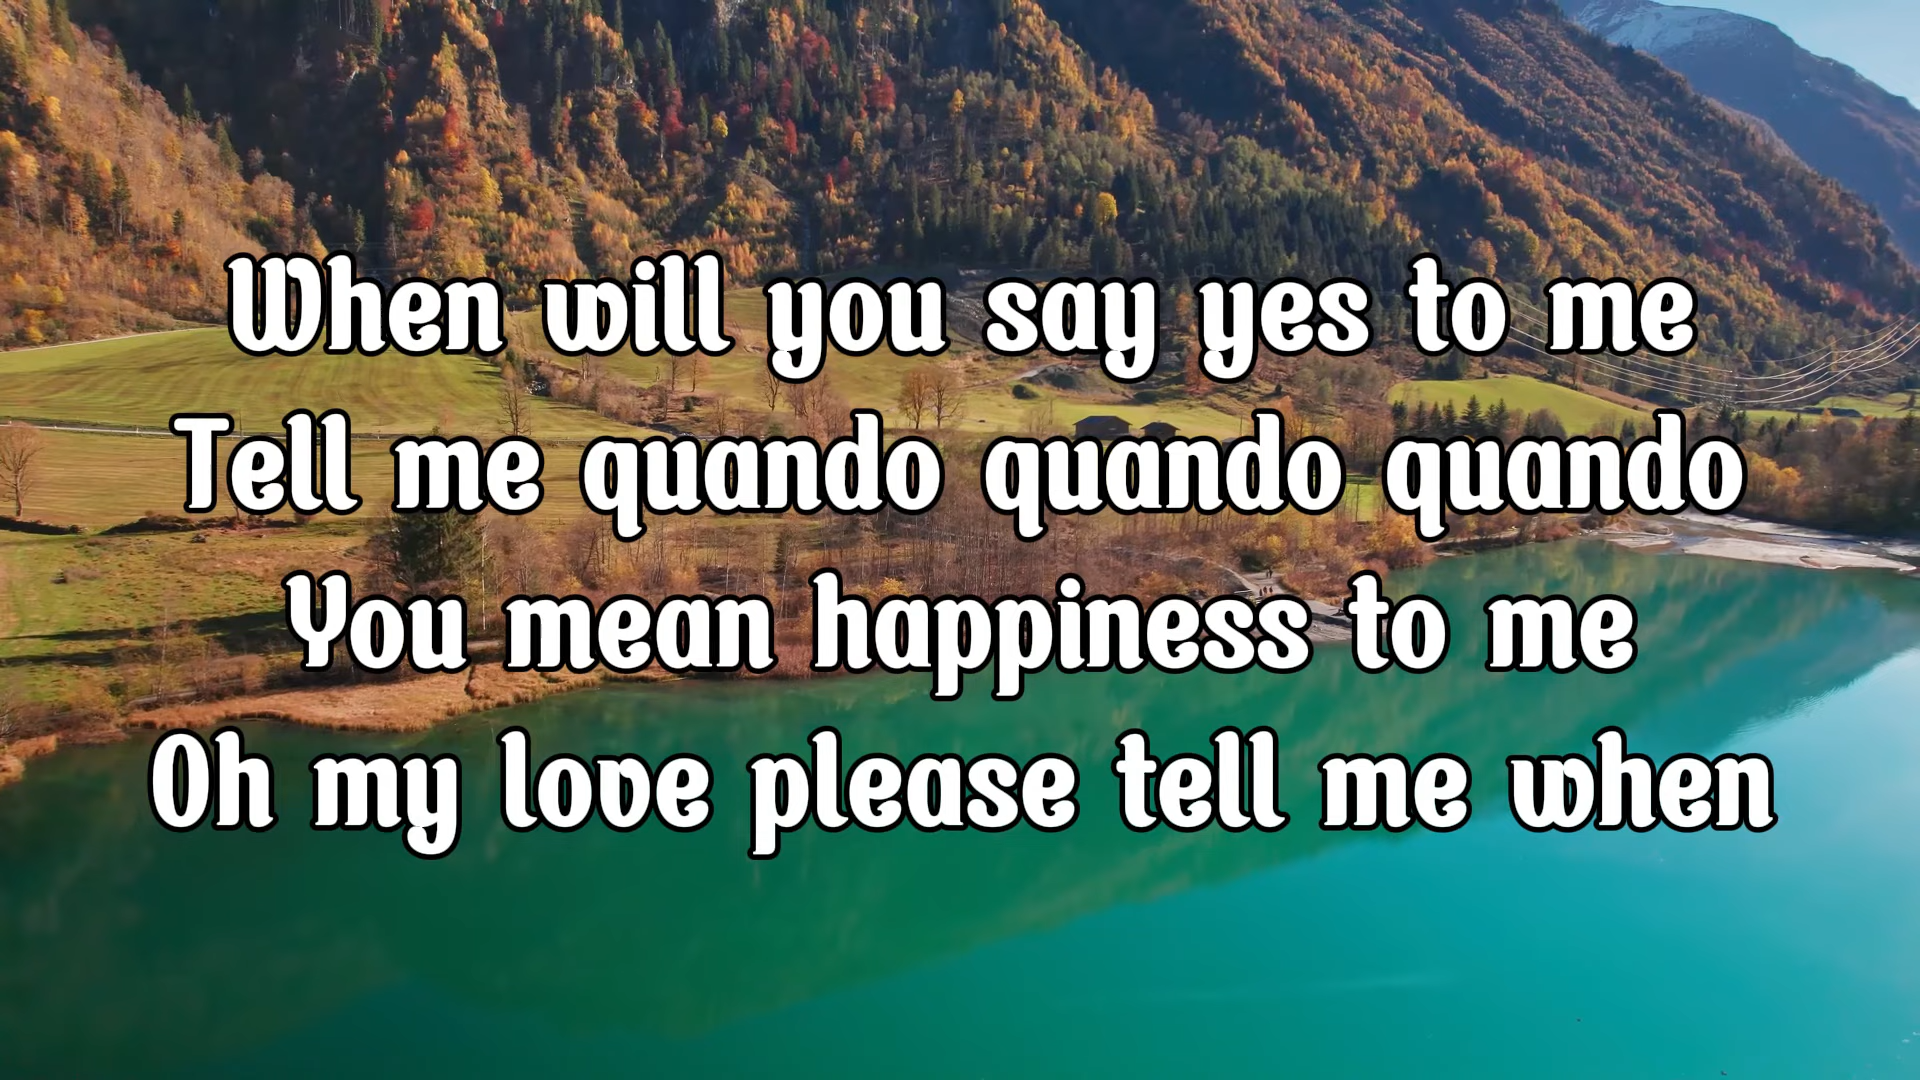 When will you say yes to me
Tell me quando quando quando
You mean happiness to me
Oh my love please tell me when